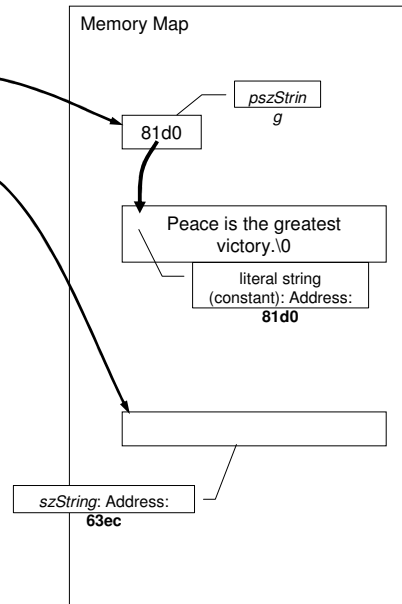 Memory Map
pszStrin
g
81d0
Peace is the greatest
victory.\0
literal string
(constant): Address:
81d0
szString: Address:
63ec